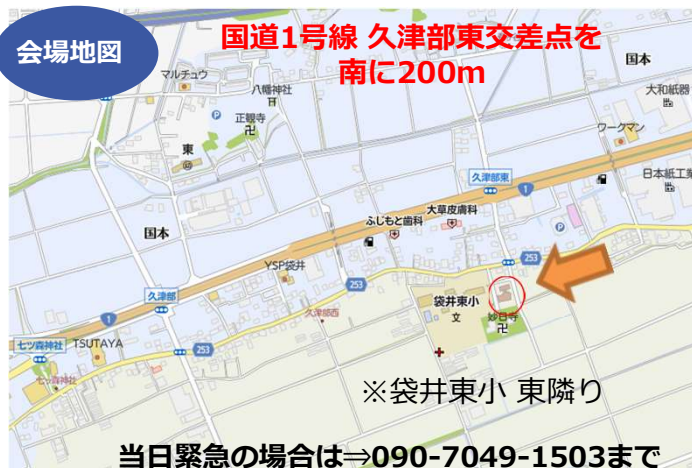 会場地図
国道1号線 久津部東交差点を
南に200m
国本
マルチュウ
八幡神社
大和紙器
正観寺
ワークマン
東
久津部東
1
日本紙工業
大草皮膚科
ふじもと歯科
国本
253
YSP袋井
253
久津部
袋井東小
文
久津部西
妙日寺
1
七ツ森神社
TSUTAYA
253
七ツ森神社
※袋井東小 東隣り
当日緊急の場合は⇒090-7049-1503まで